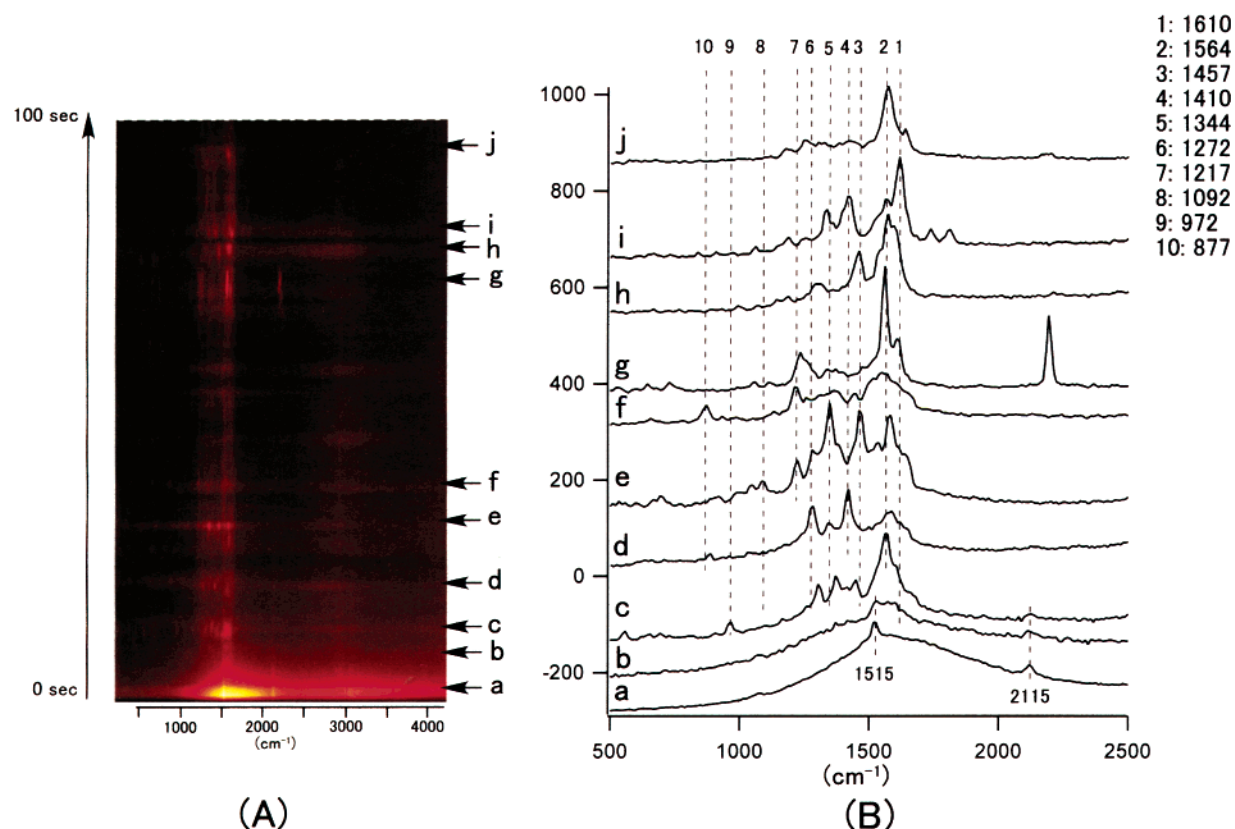 100 sec
0 sec
j
i
h
g
f
e
d
c
b
a
1000 2000 3000 4000
(cm⁻¹)
(A)
10 9 8 7 6 5 4 3 2 1
1000
800
600
400
200
0
-200
j
i
h
g
f
e
d
c
b
a
1515
2115
500 1000 1500 2000 2500
(cm⁻¹)
(B)
1: 1610
2: 1564
3: 1457
4: 1410
5: 1344
6: 1272
7: 1217
8: 1092
9: 972
10: 877